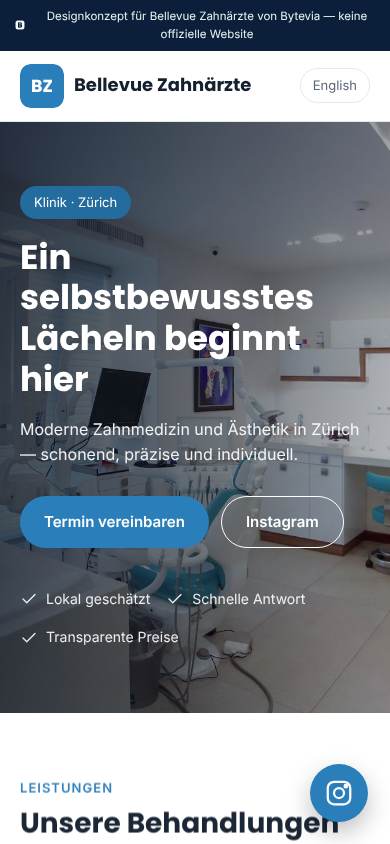 Designkonzept für Bellevue Zahnärzte von Bytevia — keine
offizielle Website
BZ
Bellevue Zahnärzte
English
Klinik · Zürich
Ein
selbstbewusstes
Lächeln beginnt
hier
Moderne Zahnmedizin und Ästhetik in Zürich
— schonend, präzise und individuell.
Termin vereinbaren
Instagram
Lokal geschätzt
Schnelle Antwort
Transparente Preise
LEISTUNGEN
Unsere Behandlungen